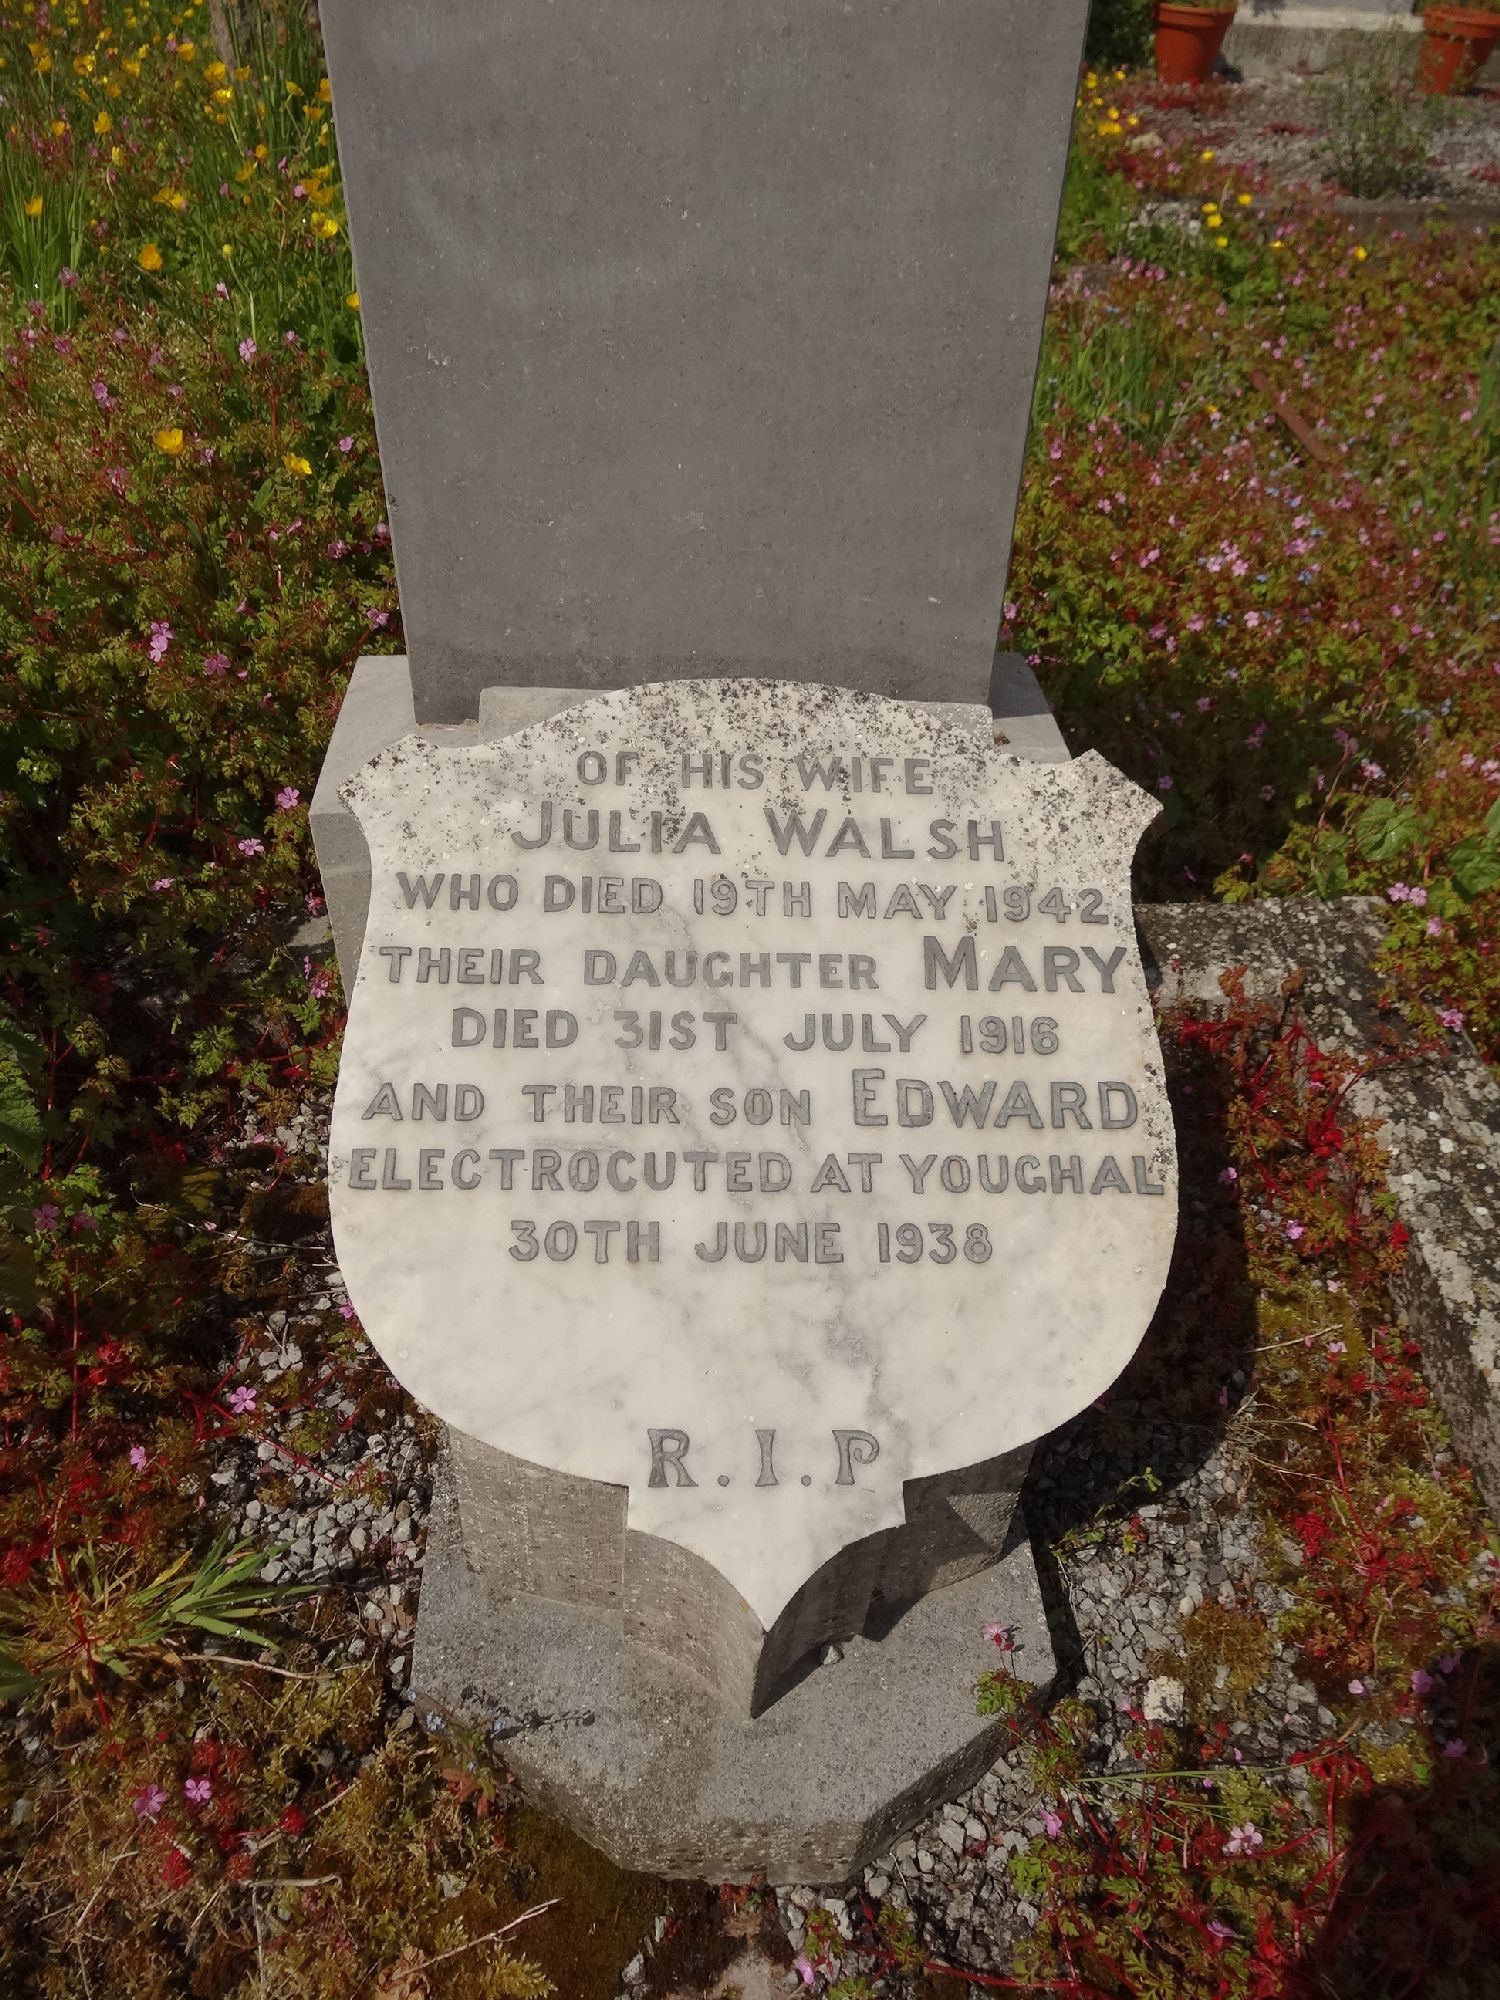 OF HIS WIFE
JULIA WALSH
WHO DIED 19TH MAY 1942
THEIR DAUGHTER MARY
DIED 31ST JULY 1916
AND THEIR SON EDWARD
ELECTROCUTED AT YOUGHAL
30TH JUNE 1938
R.I.P